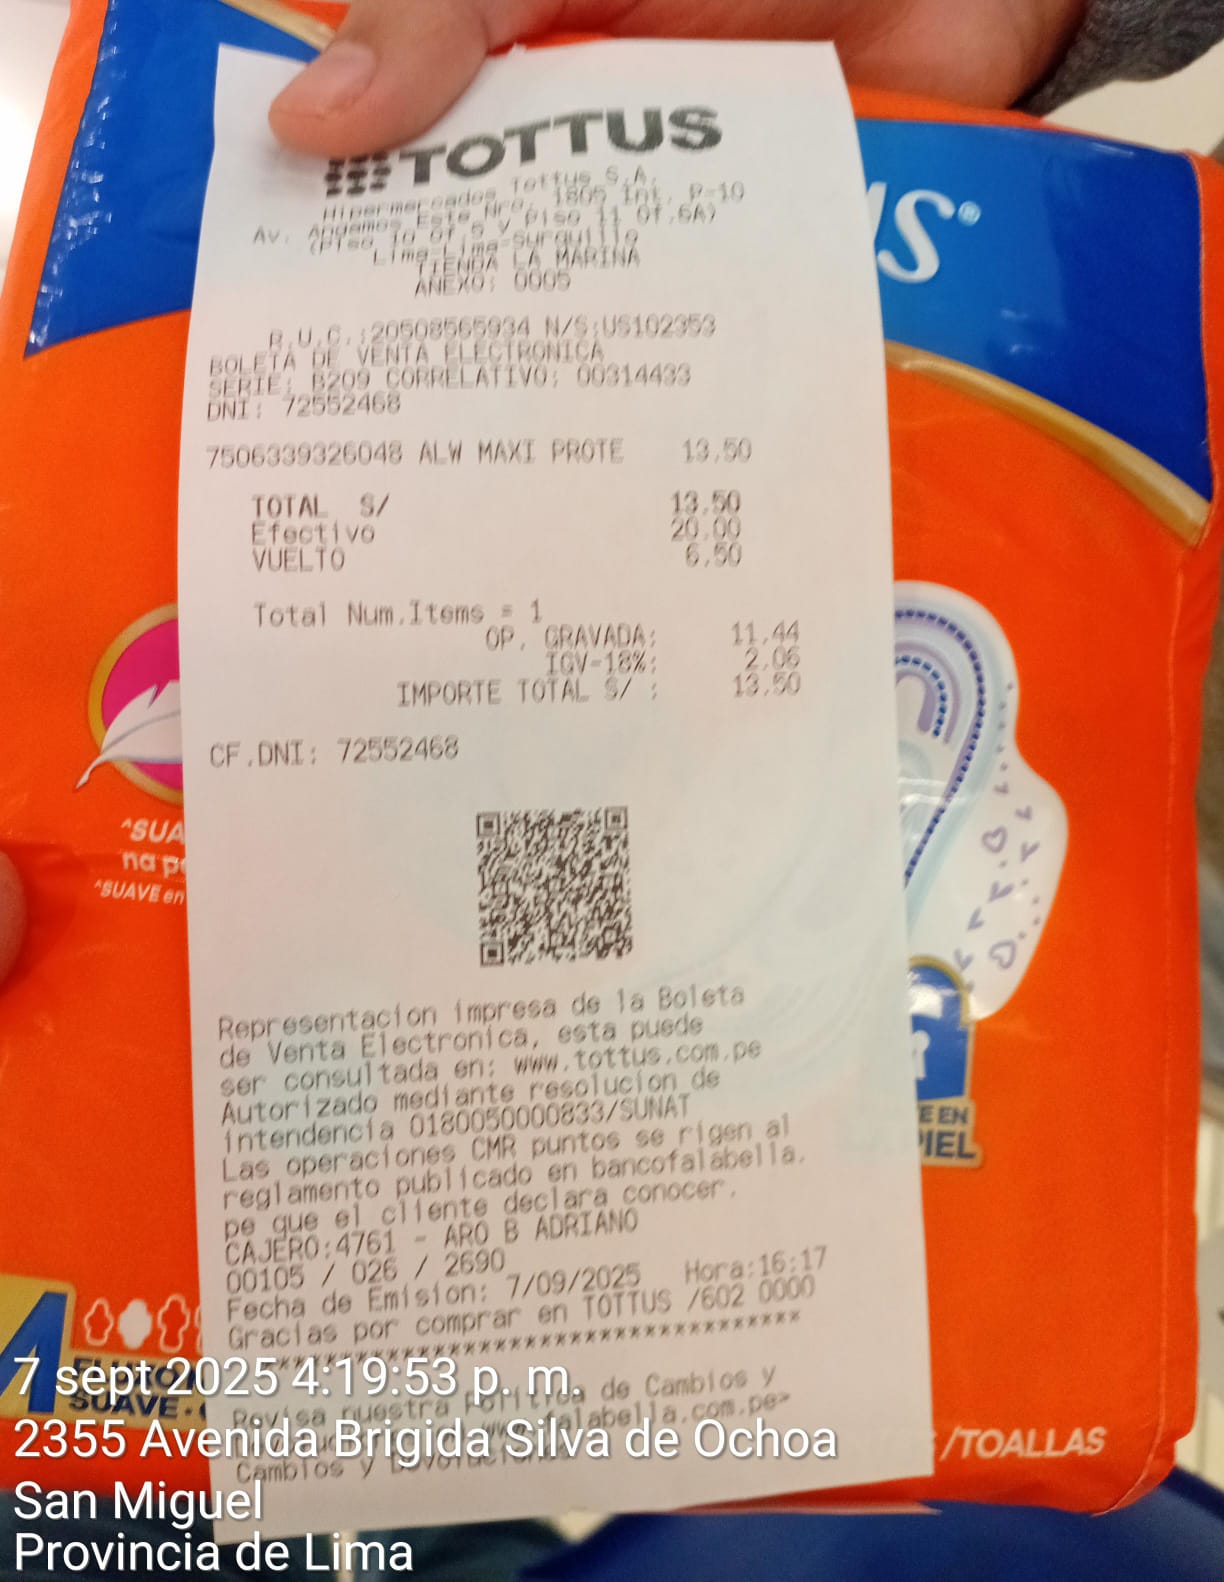 TOTTUS
Hipermercados Tottus S.A.
Av. Angamos Este Nro. 1805 Int. P-10
(Piso 10 Of 5 y piso 11 Of.6A)
Lima-Lima-Surquillo
TIENDA LA MARINA
ANEXO: 0005
R.U.C.:20508565934 N/S:US102353
BOLETA DE VENTA ELECTRONICA
SERIE: B209 CORRELATIVO: 00314433
DNI: 72552468
7506339326048 ALW MAXI PROTE 13.50
TOTAL S/ 13.50
Efectivo 20.00
VUELTO 6.50
Total Num.Items = 1
OP. GRAVADA: 11.44
IGV-18%: 2.06
IMPORTE TOTAL S/ : 13.50
CF.DNI: 72552468
Representacion impresa de la Boleta
de Venta Electronica, esta puede
ser consultada en: www.tottus.com.pe
Autorizado mediante resolucion de
intendencia 0180050000833/SUNAT
Las operaciones CMR puntos se rigen al
reglamento publicado en bancofalabella.
pe que el cliente declara conocer.
CAJERO:4761 - ARO B ADRIANO
00105 / 026 / 2690
Fecha de Emision: 7/09/2025 Hora:16:17
Gracias por comprar en TOTTUS /602 0000
***************************************
Revisa nuestra Politica de Cambios y
falabella.com.pe>
Cambios y
US®
^SUA
na p
^SUAVE en
E EN
PIEL
SUAVE
/TOALLAS
7 sept 2025 4:19:53 p. m.
2355 Avenida Brigida Silva de Ochoa
San Miguel
Provincia de Lima